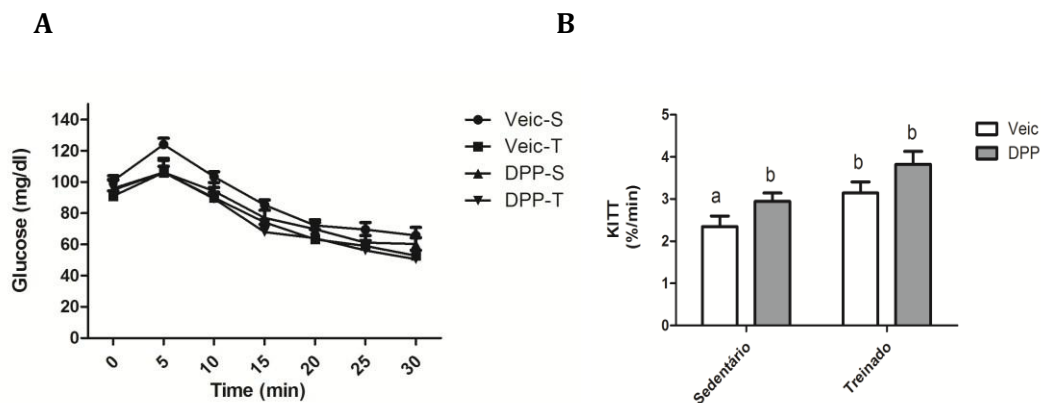 A
B
Glucose (mg/dl)
140
120
100
80
60
40
20
0
0
5
10
15
20
25
30
Time (min)
Veic-S
Veic-T
DPP-S
DPP-T
KITT
(%/min)
5
4
3
2
1
0
a
b
b
b
Sedentário
Treinado
Veic
DPP